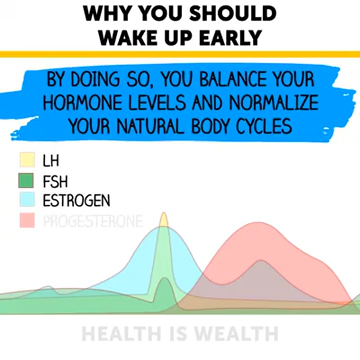 WHY YOU SHOULD
WAKE UP EARLY
BY DOING SO, YOU BALANCE YOUR
HORMONE LEVELS AND NORMALIZE
YOUR NATURAL BODY CYCLES
LH
FSH
ESTROGEN
PROGESTERONE
HEALTH IS WEALTH